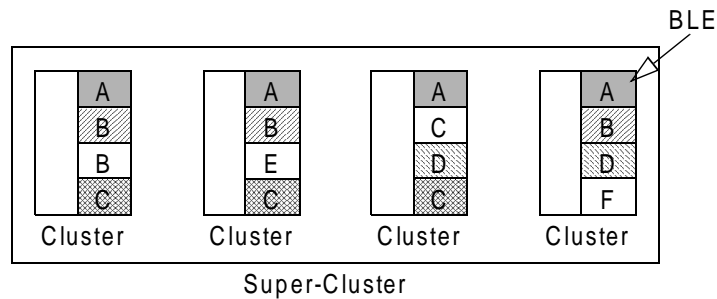 BLE
A A A A
B B C B
B E D D
C C C F
Cluster Cluster Cluster Cluster
Super-Cluster